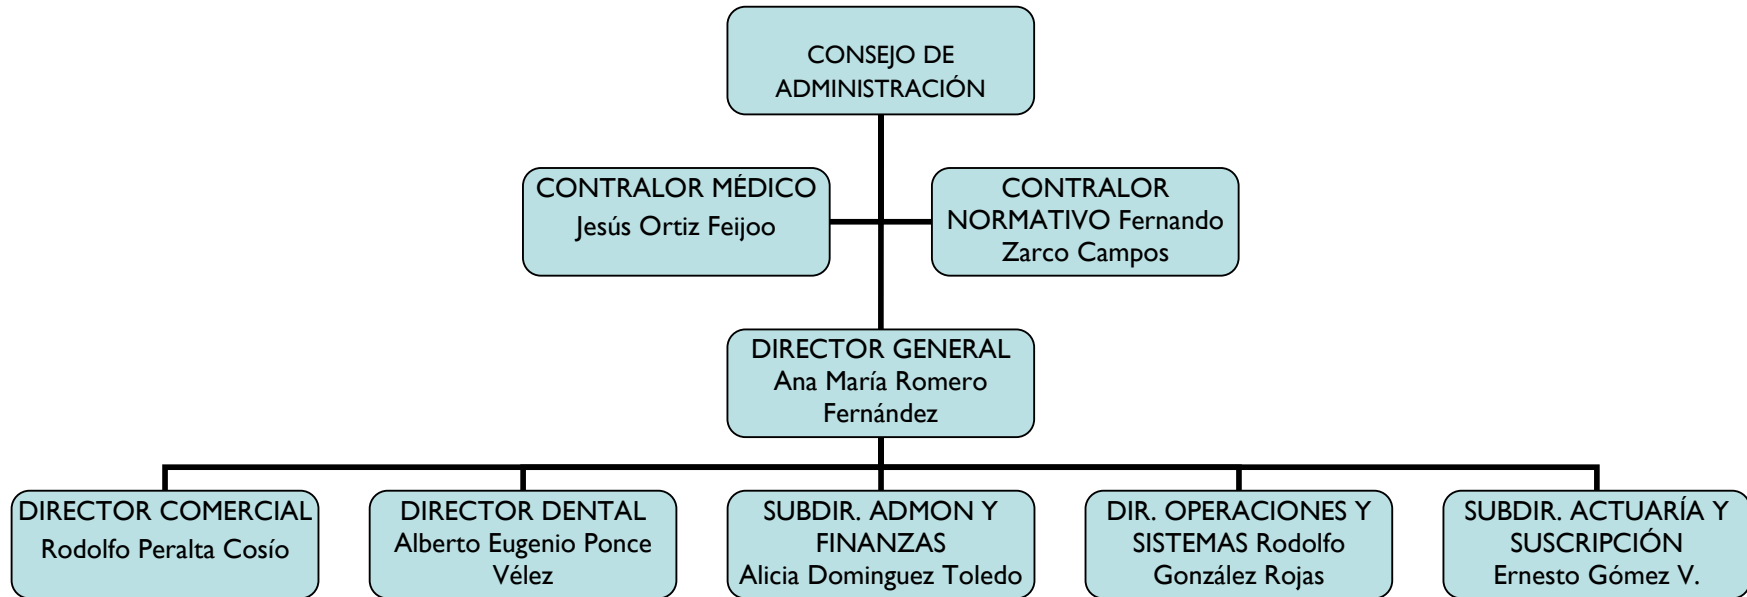 CONSEJO DE
ADMINISTRACIÓN
CONTRALOR MÉDICO
Jesús Ortiz Feijoo
CONTRALOR
NORMATIVO Fernando
Zarco Campos
DIRECTOR GENERAL
Ana María Romero
Fernández
DIRECTOR COMERCIAL
Rodolfo Peralta Cosío
DIRECTOR DENTAL
Alberto Eugenio Ponce
Vélez
SUBDIR. ADMON Y
FINANZAS
Alicia Dominguez Toledo
DIR. OPERACIONES Y
SISTEMAS Rodolfo
González Rojas
SUBDIR. ACTUARÍA Y
SUSCRIPCIÓN
Ernesto Gómez V.